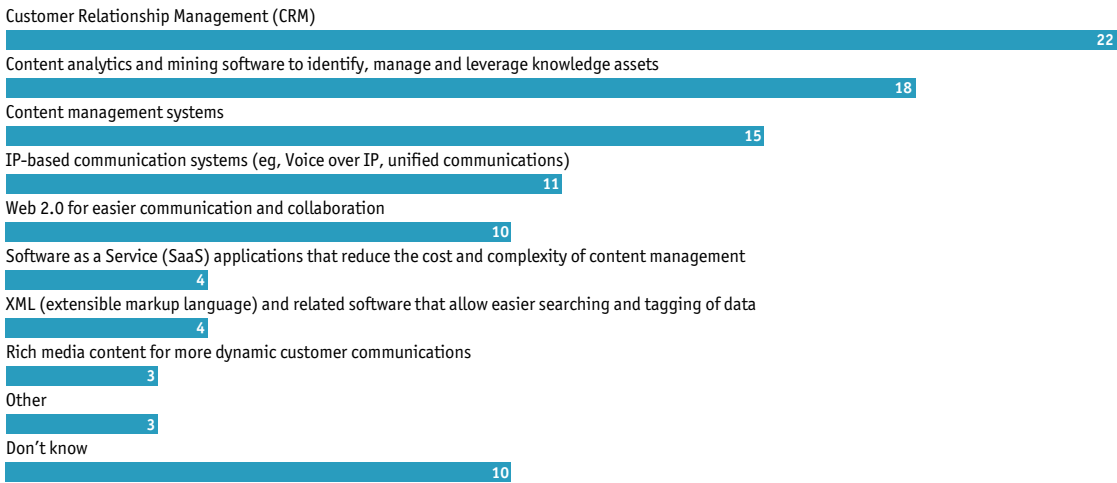 Customer Relationship Management (CRM)
22
Content analytics and mining software to identify, manage and leverage knowledge assets
18
Content management systems
15
IP-based communication systems (eg, Voice over IP, unified communications)
11
Web 2.0 for easier communication and collaboration
10
Software as a Service (SaaS) applications that reduce the cost and complexity of content management
4
XML (extensible markup language) and related software that allow easier searching and tagging of data
4
Rich media content for more dynamic customer communications
3
Other
3
Don’t know
10